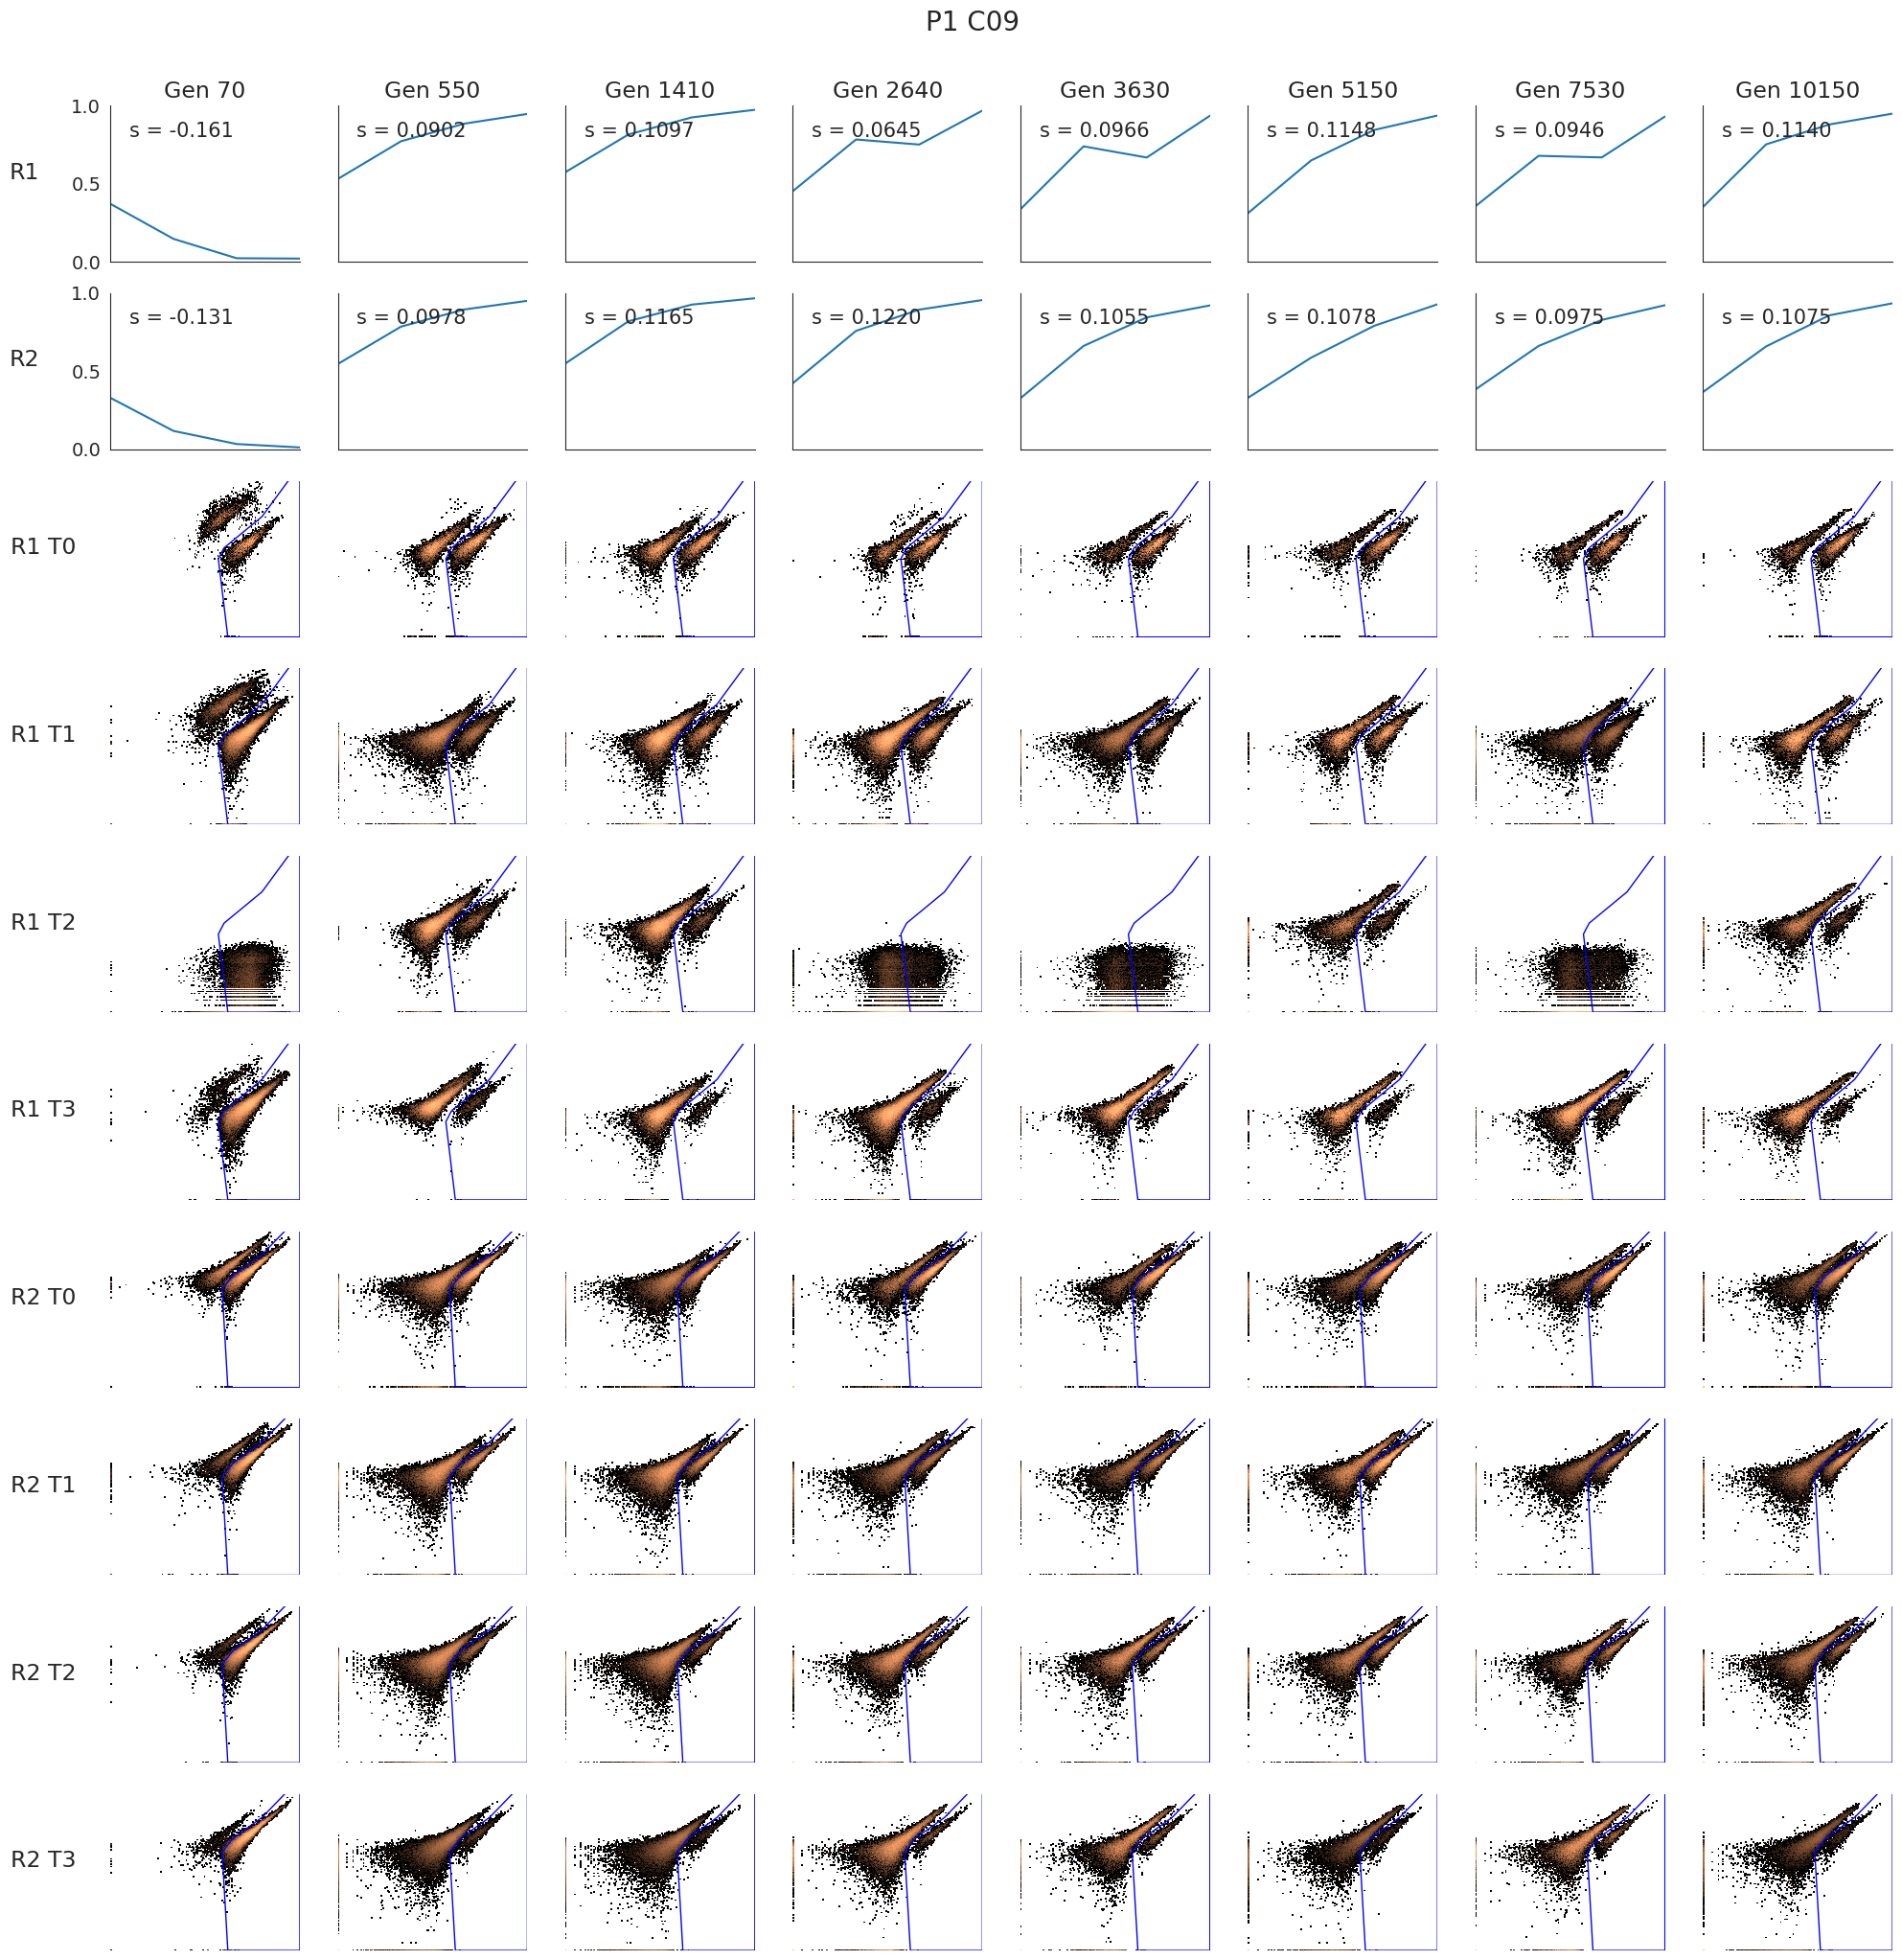 P1 C09
Gen 70 Gen 550 Gen 1410 Gen 2640 Gen 3630 Gen 5150 Gen 7530 Gen 10150
1.0
s = -0.161 s = 0.0902 s = 0.1097 s = 0.0645 s = 0.0966 s = 0.1148 s = 0.0946 s = 0.1140
R1 0.5
0.0
1.0
s = -0.131 s = 0.0978 s = 0.1165 s = 0.1220 s = 0.1055 s = 0.1078 s = 0.0975 s = 0.1075
R2 0.5
0.0
R1 T0
R1 T1
R1 T2
R1 T3
R2 T0
R2 T1
R2 T2
R2 T3